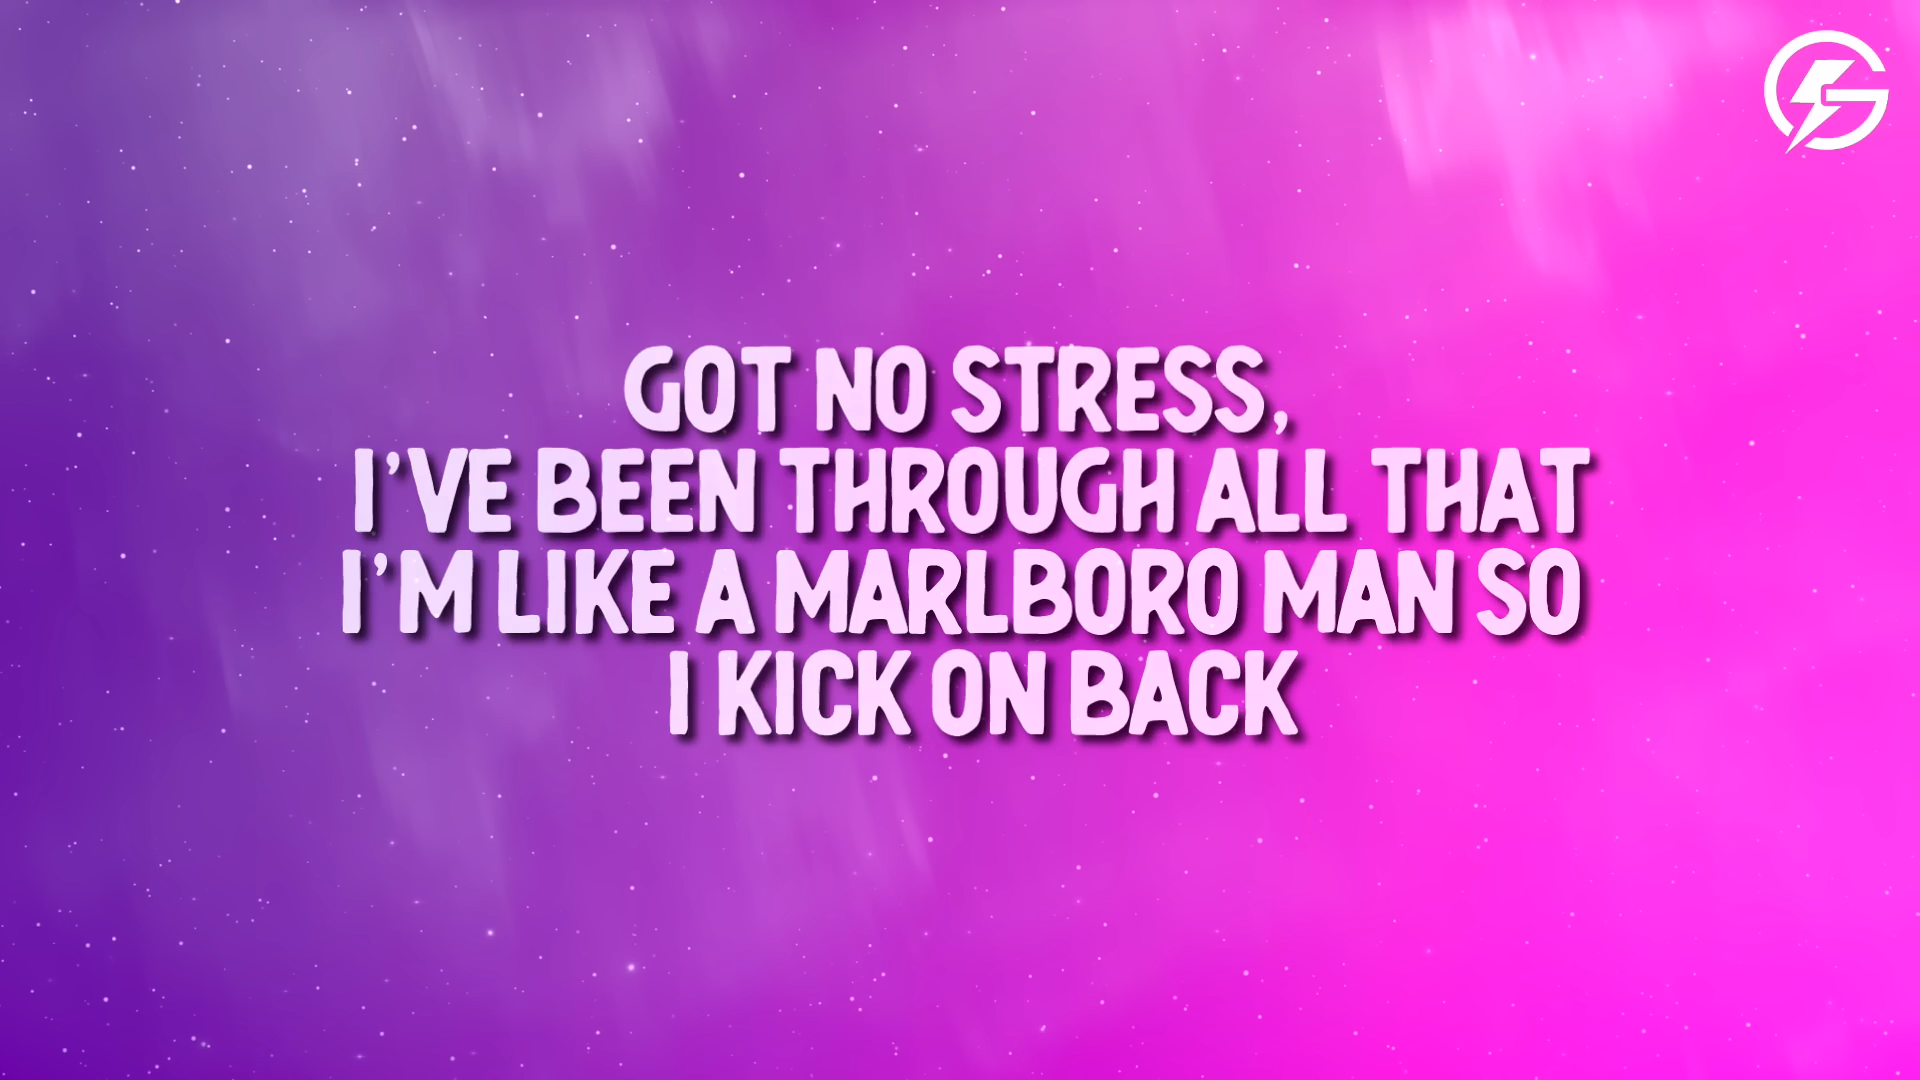 GOT NO STRESS,
I'VE BEEN THROUGH ALL THAT
I'M LIKE A MARLBORO MAN SO
I KICK ON BACK